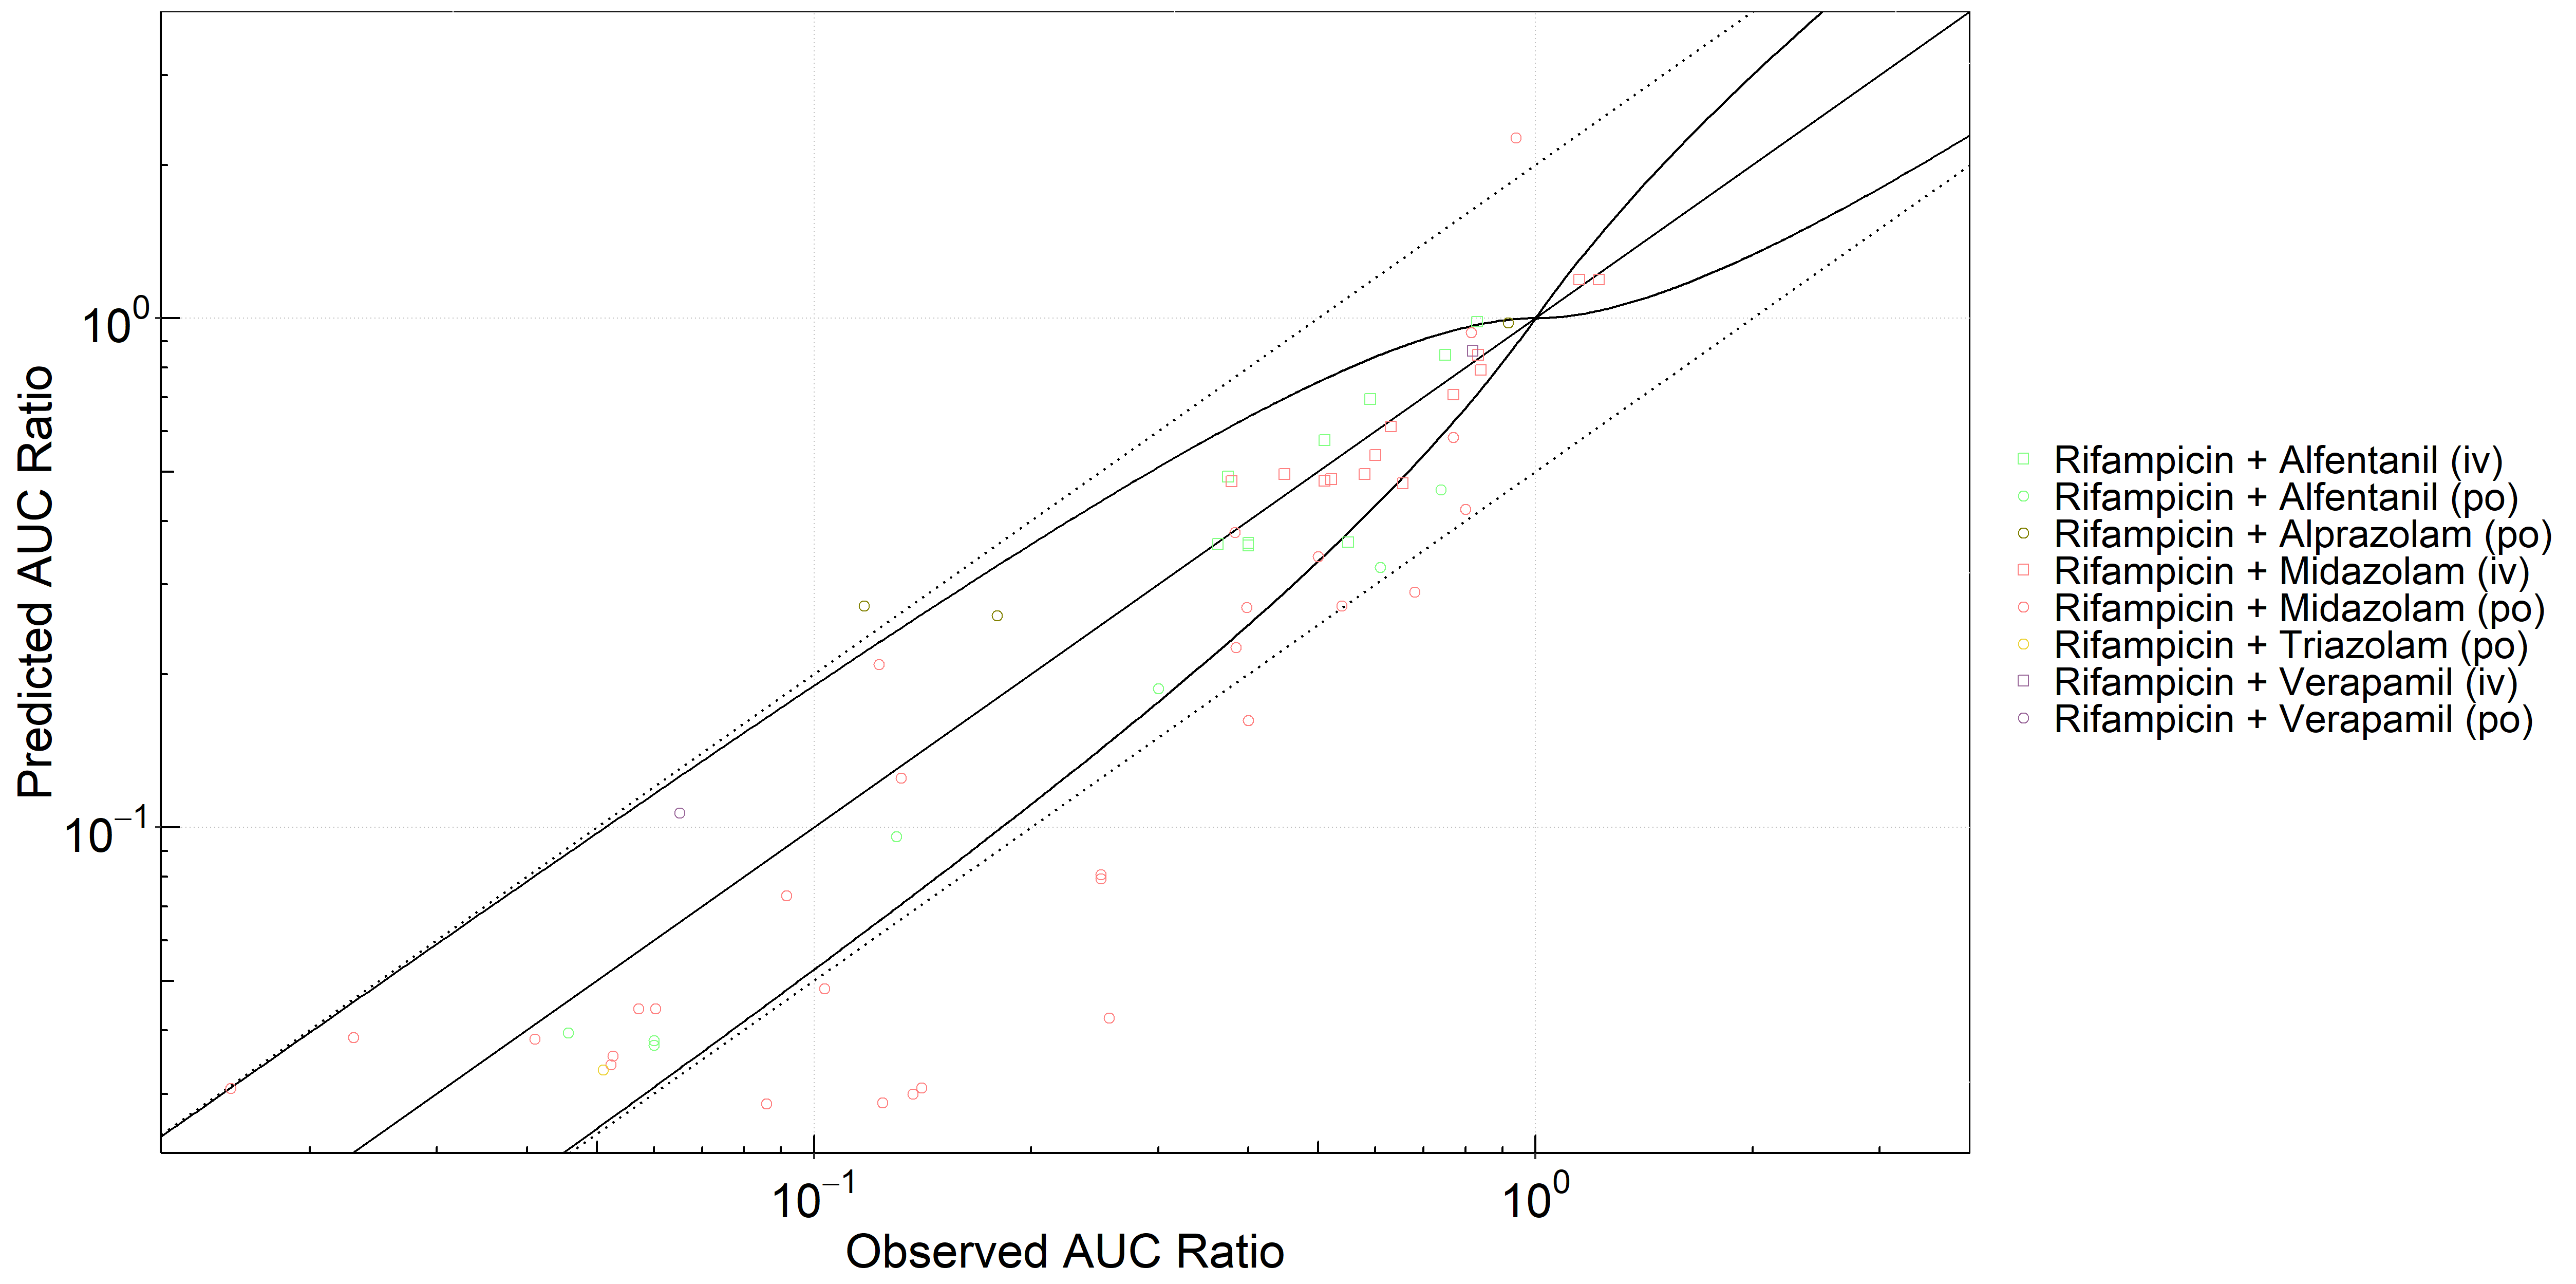 Predicted AUC Ratio
10⁰
10⁻¹
10⁻¹
10⁰
Observed AUC Ratio
Rifampicin + Alfentanil (iv)
Rifampicin + Alfentanil (po)
Rifampicin + Alprazolam (po)
Rifampicin + Midazolam (iv)
Rifampicin + Midazolam (po)
Rifampicin + Triazolam (po)
Rifampicin + Verapamil (iv)
Rifampicin + Verapamil (po)